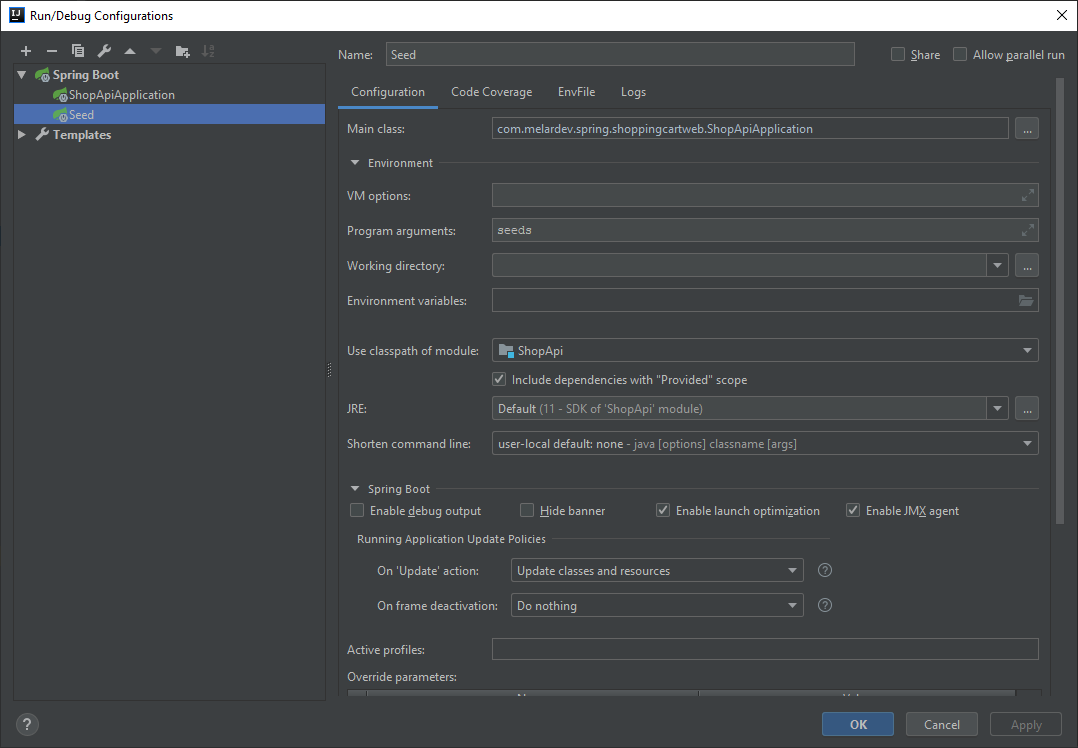 Run/Debug Configurations
Name: Seed Share Allow parallel run
Spring Boot
ShopApiApplication
Seed
Templates
Configuration Code Coverage EnvFile Logs
Main class: com.melardev.spring.shoppingcartweb.ShopApiApplication ...
Environment
VM options:
Program arguments: seeds
Working directory: ...
Environment variables:
Use classpath of module: ShopApi
Include dependencies with "Provided" scope
JRE: Default (11 - SDK of 'ShopApi' module) ...
Shorten command line: user-local default: none - java [options] classname [args]
Spring Boot
Enable debug output Hide banner Enable launch optimization Enable JMX agent
Running Application Update Policies
On 'Update' action: Update classes and resources ?
On frame deactivation: Do nothing ?
Active profiles:
Override parameters:
? OK Cancel Apply